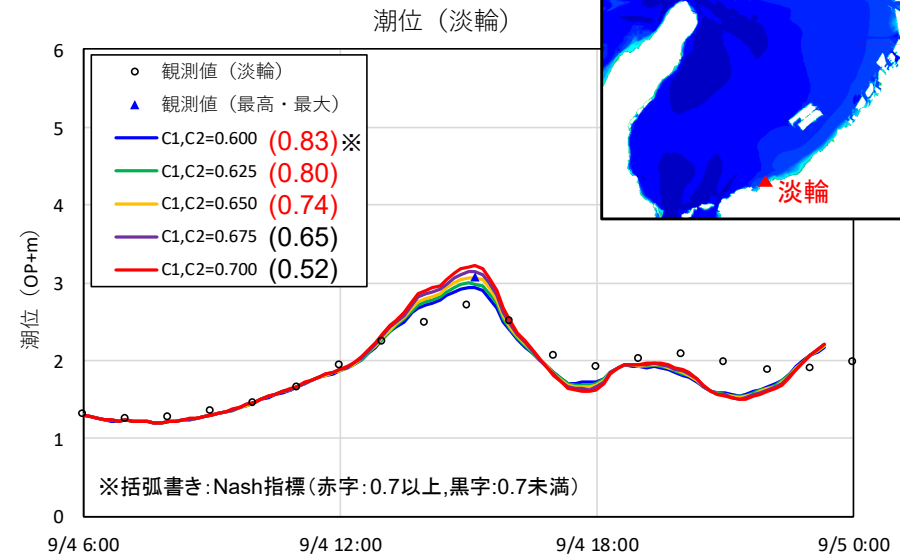 潮位（淡輪）
6
5
4
3
2
1
0
潮位（OP+m）
観測値（淡輪）
観測値（最高・最大）
C1,C2=0.600 (0.83)※
C1,C2=0.625 (0.80)
C1,C2=0.650 (0.74)
C1,C2=0.675 (0.65)
C1,C2=0.700 (0.52)
淡輪
※括弧書き：Nash指標（赤字：0.7以上,黒字:0.7未満）
9/4 6:00
9/4 12:00
9/4 18:00
9/5 0:00